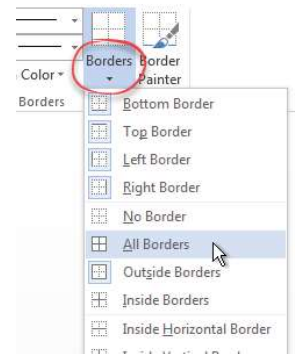 Borders Border
Painter
Color
Borders
Bottom Border
Top Border
Left Border
Right Border
No Border
All Borders
Outside Borders
Inside Borders
Inside Horizontal Border